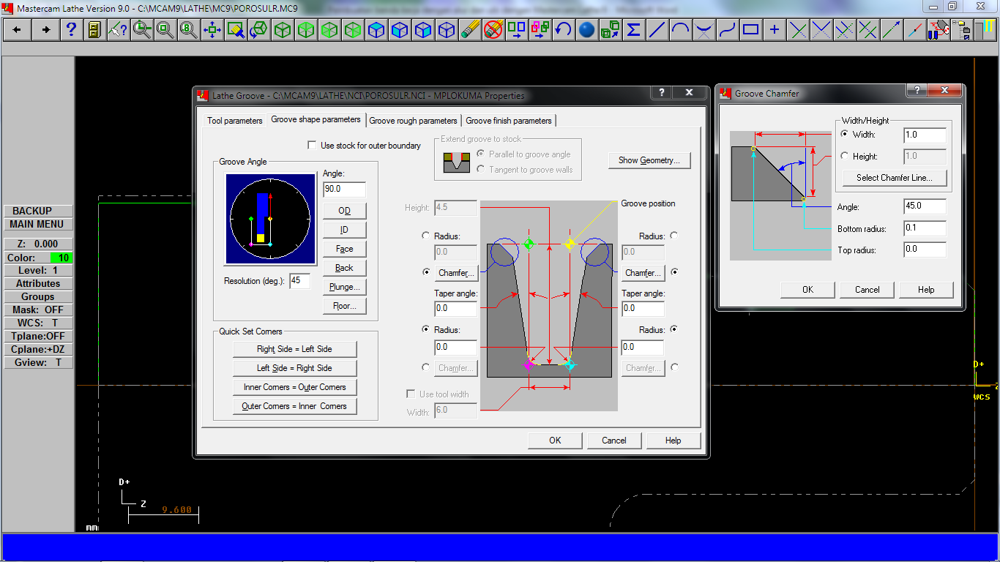 Mastercam Lathe Version 9.0 - C:\MCAM9\LATHE\MC9\POROSULR.MC9
BACKUP
MAIN MENU
Z: 0.000
Color: 10
Level: 1
Attributes
Groups
Mask: OFF
WCS: T
Tplane:OFF
Cplane:+DZ
Gview: T
Lathe Groove - C:\MCAM9\LATHE\NCI\POROSULR.NCI - MPLOKUMA Properties
Tool parameters
Groove shape parameters
Groove rough parameters
Groove finish parameters
Use stock for outer boundary
Extend groove to stock
Parallel to groove angle
Tangent to groove walls
Show Geometry...
Groove Angle
Angle:
90.0
OD
ID
Face
Back
Plunge...
Floor...
Resolution (deg.): 45
Quick Set Corners
Right Side = Left Side
Left Side = Right Side
Inner Corners = Outer Corners
Outer Corners = Inner Corners
Height: 4.5
Radius:
0.0
Chamfer...
Taper angle:
0.0
Radius:
0.0
Chamfer...
Use tool width
Width: 6.0
Groove position
Radius:
0.0
Chamfer...
Taper angle:
0.0
Radius:
0.0
Chamfer...
OK
Cancel
Help
Groove Chamfer
Width/Height
Width: 1.0
Height: 1.0
Select Chamfer Line...
Angle: 45.0
Bottom radius: 0.1
Top radius: 0.0
OK
Cancel
Help
D+
Z
WCS
D+
Z
9.600
mm